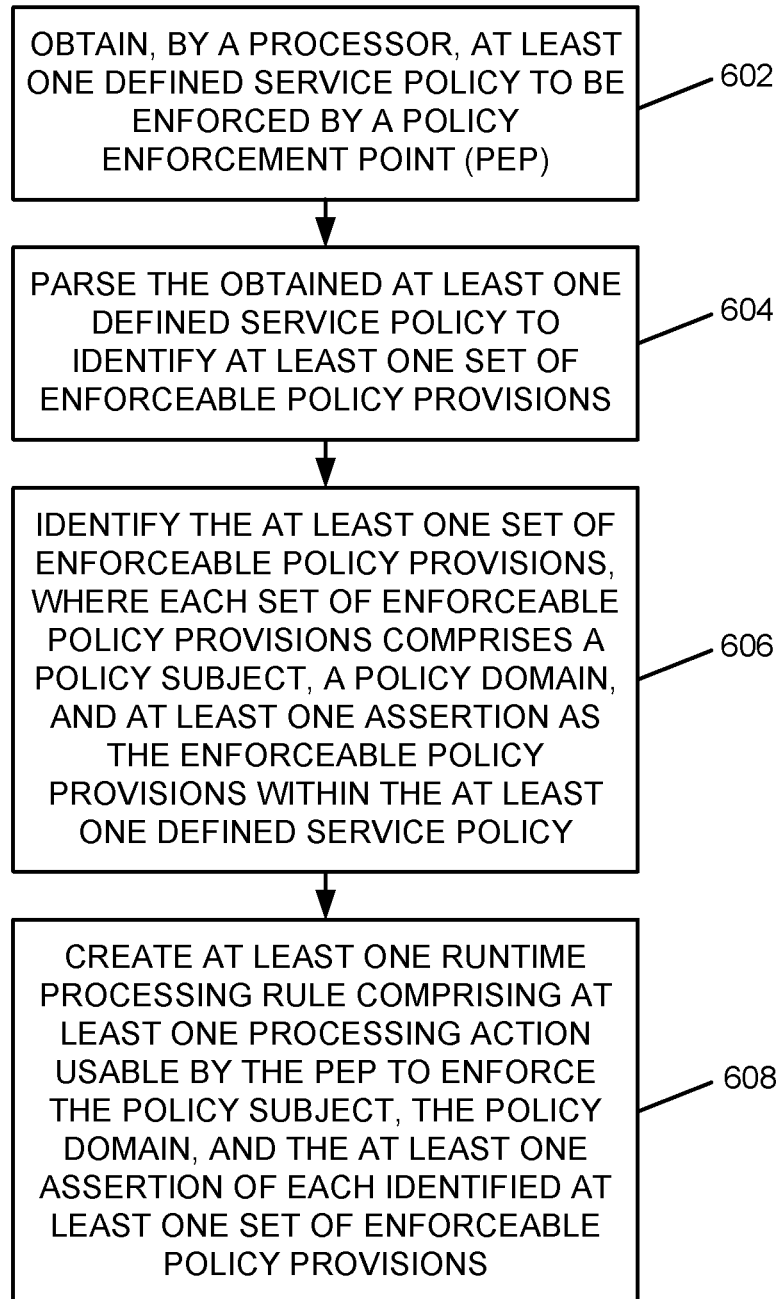 OBTAIN, BY A PROCESSOR, AT LEAST
ONE DEFINED SERVICE POLICY TO BE
ENFORCED BY A POLICY
ENFORCEMENT POINT (PEP)
602
PARSE THE OBTAINED AT LEAST ONE
DEFINED SERVICE POLICY TO
IDENTIFY AT LEAST ONE SET OF
ENFORCEABLE POLICY PROVISIONS
604
IDENTIFY THE AT LEAST ONE SET OF
ENFORCEABLE POLICY PROVISIONS,
WHERE EACH SET OF ENFORCEABLE
POLICY PROVISIONS COMPRISES A
POLICY SUBJECT, A POLICY DOMAIN,
AND AT LEAST ONE ASSERTION AS
THE ENFORCEABLE POLICY
PROVISIONS WITHIN THE AT LEAST
ONE DEFINED SERVICE POLICY
606
CREATE AT LEAST ONE RUNTIME
PROCESSING RULE COMPRISING AT
LEAST ONE PROCESSING ACTION
USABLE BY THE PEP TO ENFORCE
THE POLICY SUBJECT, THE POLICY
DOMAIN, AND THE AT LEAST ONE
ASSERTION OF EACH IDENTIFIED AT
LEAST ONE SET OF ENFORCEABLE
POLICY PROVISIONS
608